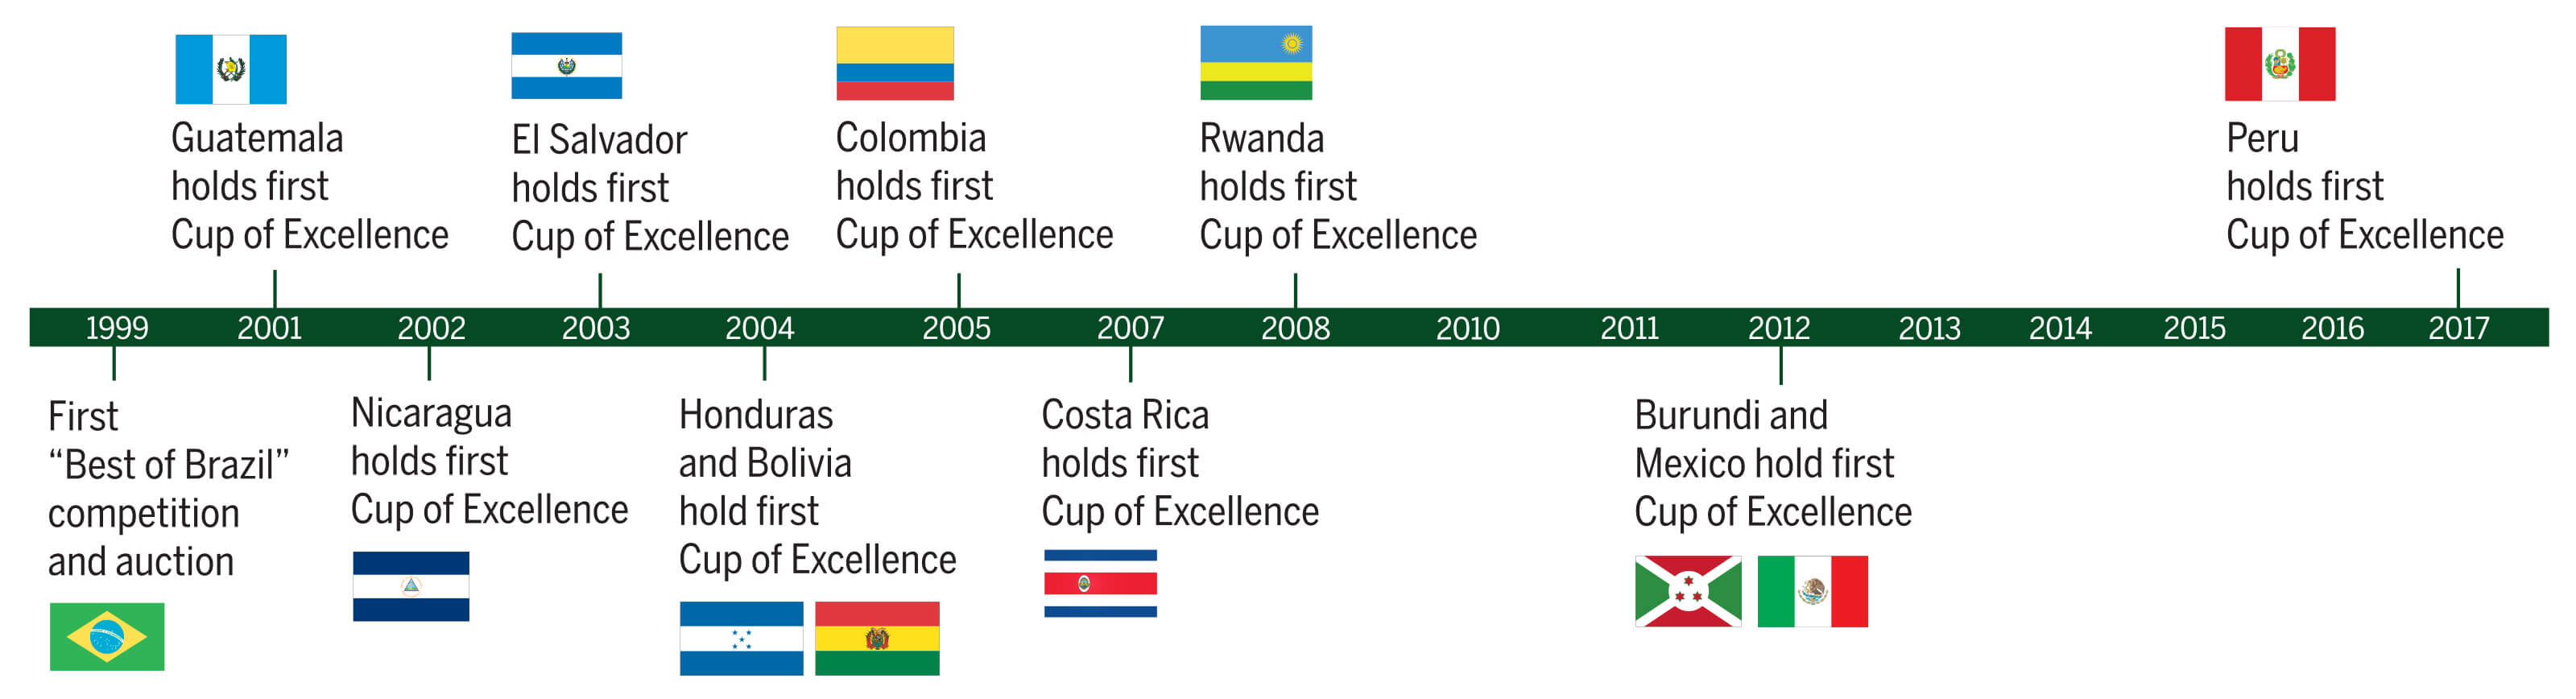 Guatemala
holds first
Cup of Excellence
El Salvador
holds first
Cup of Excellence
Colombia
holds first
Cup of Excellence
Rwanda
holds first
Cup of Excellence
Peru
holds first
Cup of Excellence
1999 2001 2002 2003 2004 2005 2007 2008 2010 2011 2012 2013 2014 2015 2016 2017
First
“Best of Brazil”
competition
and auction
Nicaragua
holds first
Cup of Excellence
Honduras
and Bolivia
hold first
Cup of Excellence
Costa Rica
holds first
Cup of Excellence
Burundi and
Mexico hold first
Cup of Excellence